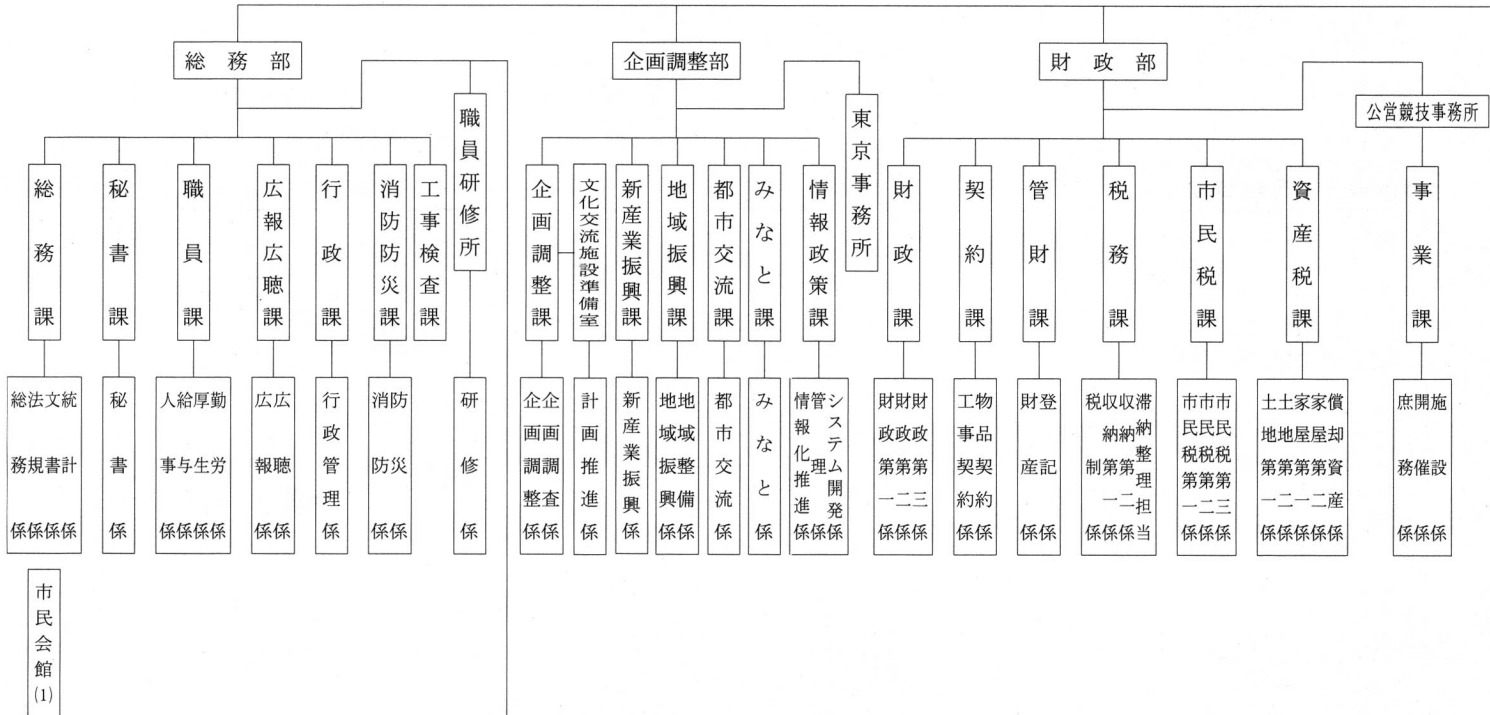 総務部
総務課
総務係
法規係
文書係
統計係
市民会館(1)
秘書課
秘書係
職員課
人事係
給与係
厚生係
勤労係
広報広聴課
広報係
広聴係
行政課
行政管理係
消防防災課
消防係
防災係
工事検査課
職員研修所
研修係
企画調整部
企画調整課
企画調整係
企画調査係
文化交流施設準備室
計画推進係
新産業振興課
新産業振興係
地域振興課
地域振興係
地域整備係
都市交流課
都市交流係
みなと課
みなと係
情報政策課
情報化推進係
管理係
システム開発係
東京事務所
財政部
財政課
財政第一係
財政第二係
財政第三係
契約課
工事契約係
物品契約係
管財課
財産係
登記係
税務課
税制係
収納第一係
収納第二係
滞納整理担当
市民税課
市民税第一係
市民税第二係
市民税第三係
資産税課
土地第一係
土地第二係
家屋第一係
家屋第二係
償却資産係
公営競技事務所
事業課
庶務係
開催係
施設係